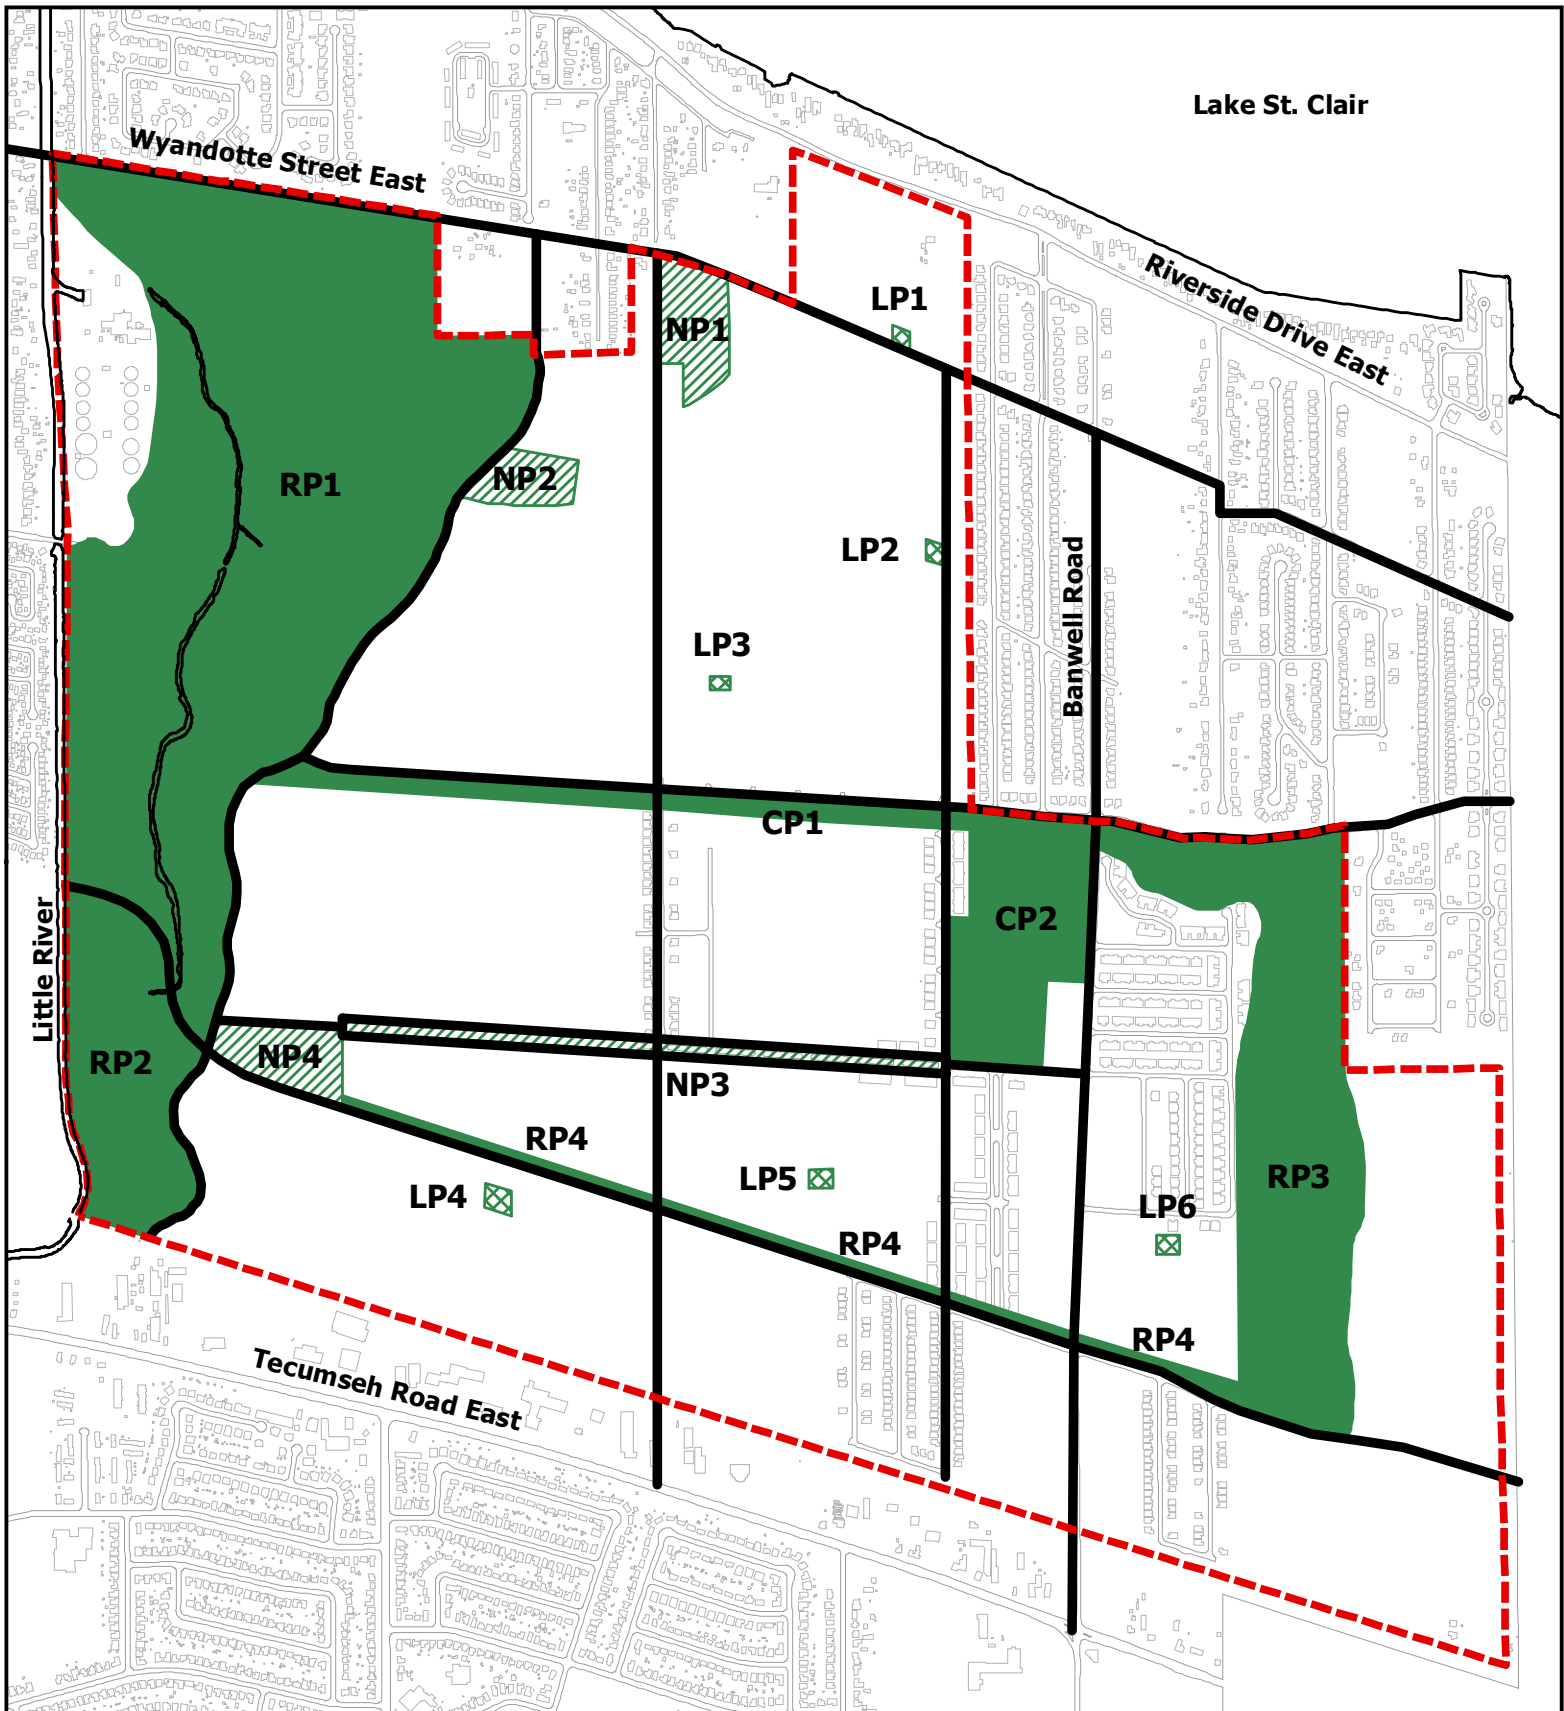 Lake St. Clair
Wyandotte Street East
Riverside Drive East
LP1
NP1
NP2
RP1
LP2
Banwell Road
LP3
CP1
CP2
Little River
RP2
NP4
NP3
RP4
LP4
LP5
RP3
LP6
RP4
RP4
Tecumseh Road East